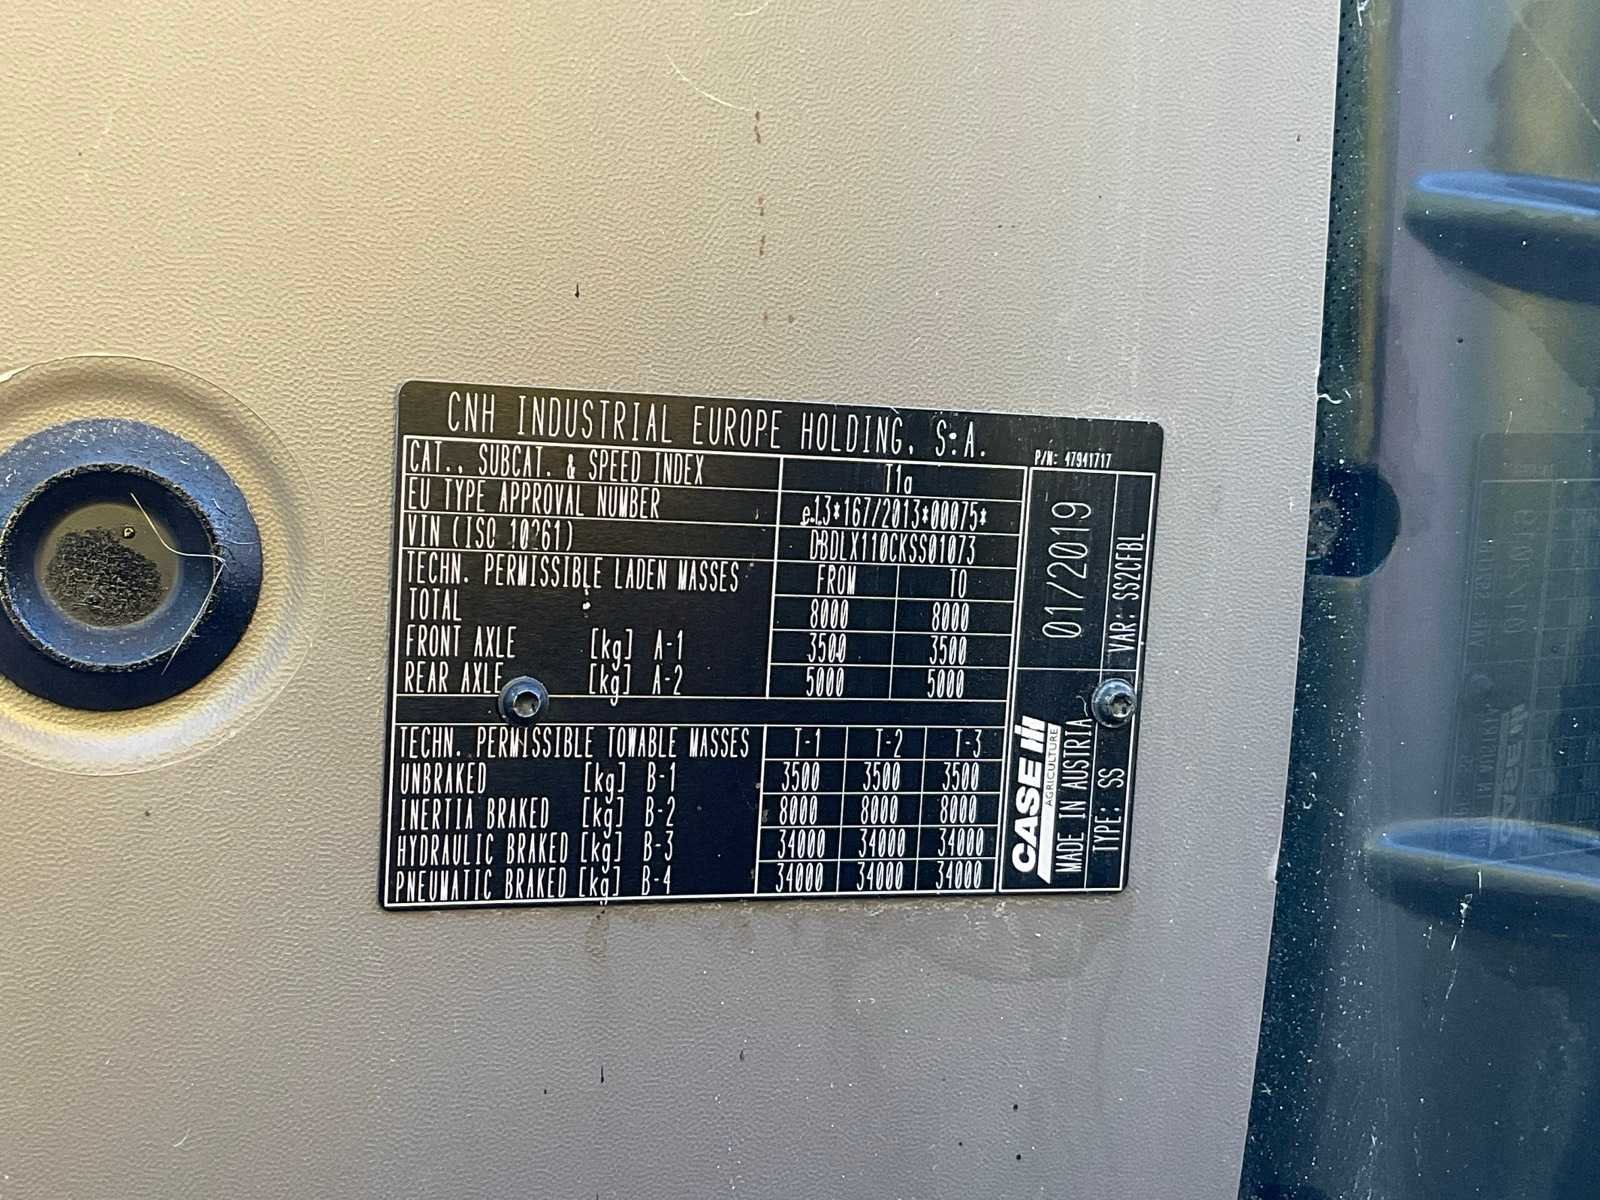 CNH INDUSTRIAL EUROPE HOLDING, S.A.
P/N: 47941717
CAT., SUBCAT. & SPEED INDEX T1a
EU TYPE APPROVAL NUMBER e13*167/2013*00075*
VIN (ISO 10261) DBDLX110CKSS01073
TECHN. PERMISSIBLE LADEN MASSES FROM TO
TOTAL 8000 8000
FRONT AXLE [kg] A-1 3500 3500
REAR AXLE [kg] A-2 5000 5000
TECHN. PERMISSIBLE TOWABLE MASSES T-1 T-2 T-3
UNBRAKED [kg] B-1 3500 3500 3500
INERTIA BRAKED [kg] B-2 8000 8000 8000
HYDRAULIC BRAKED [kg] B-3 34000 34000 34000
PNEUMATIC BRAKED [kg] B-4 34000 34000 34000
01/2019
CASE IH
AGRICULTURE
MADE IN AUSTRIA
TYPE: SS VAR: SS2CFBL